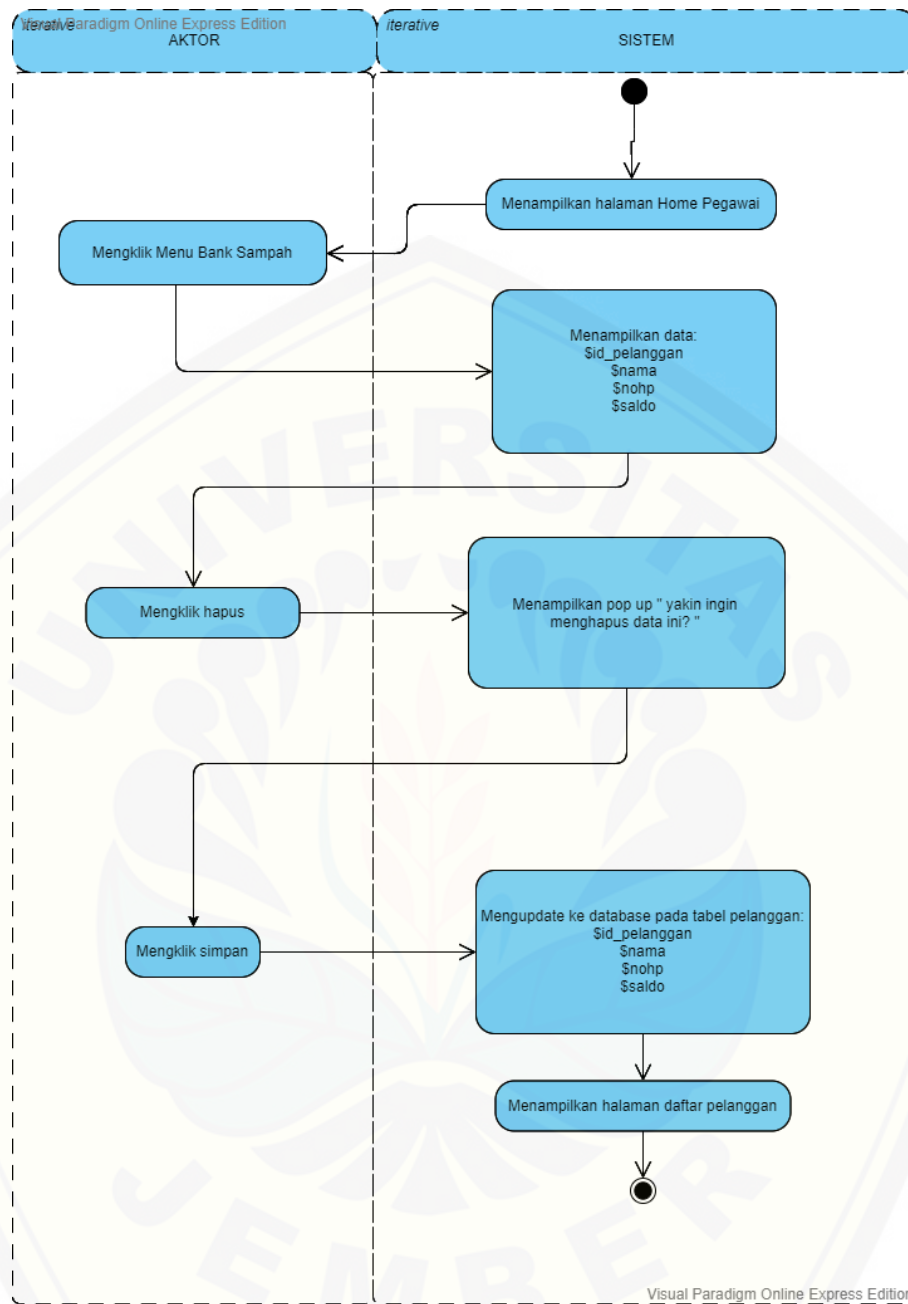 Visual Paradigm Online Express Edition
iterative
AKTOR
iterative
SISTEM
Menampilkan halaman Home Pegawai
Mengklik Menu Bank Sampah
Menampilkan data:
$id_pelanggan
$nama
$nohp
$saldo
Mengklik hapus
Menampilkan pop up " yakin ingin
menghapus data ini? "
Mengklik simpan
Mengupdate ke database pada tabel pelanggan:
$id_pelanggan
$nama
$nohp
$saldo
Menampilkan halaman daftar pelanggan
UNIVERSITAS
JEMBER
Visual Paradigm Online Express Edition